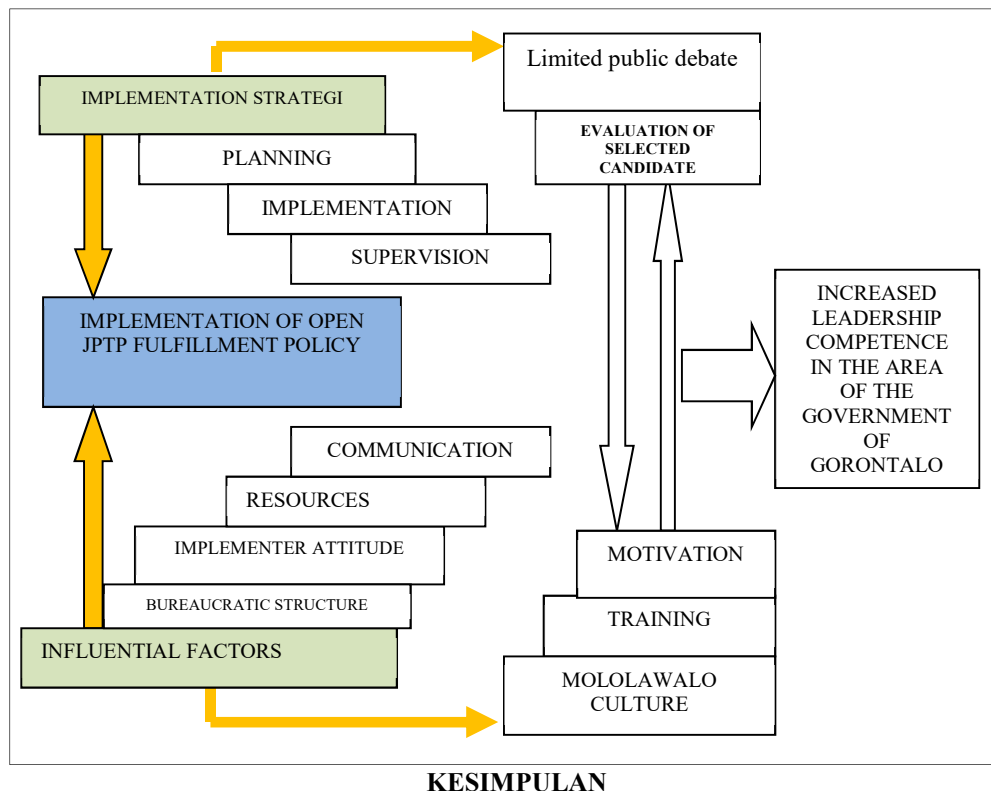 IMPLEMENTATION STRATEGI
PLANNING
IMPLEMENTATION
SUPERVISION
IMPLEMENTATION OF OPEN
JPTP FULFILLMENT POLICY
COMMUNICATION
RESOURCES
IMPLEMENTER ATTITUDE
BUREAUCRATIC STRUCTURE
INFLUENTIAL FACTORS
Limited public debate
EVALUATION OF
SELECTED
CANDIDATE
MOTIVATION
TRAINING
MOLOLAWALO
CULTURE
INCREASED
LEADERSHIP
COMPETENCE
IN THE AREA
OF THE
GOVERNMENT
OF
GORONTALO
KESIMPULAN